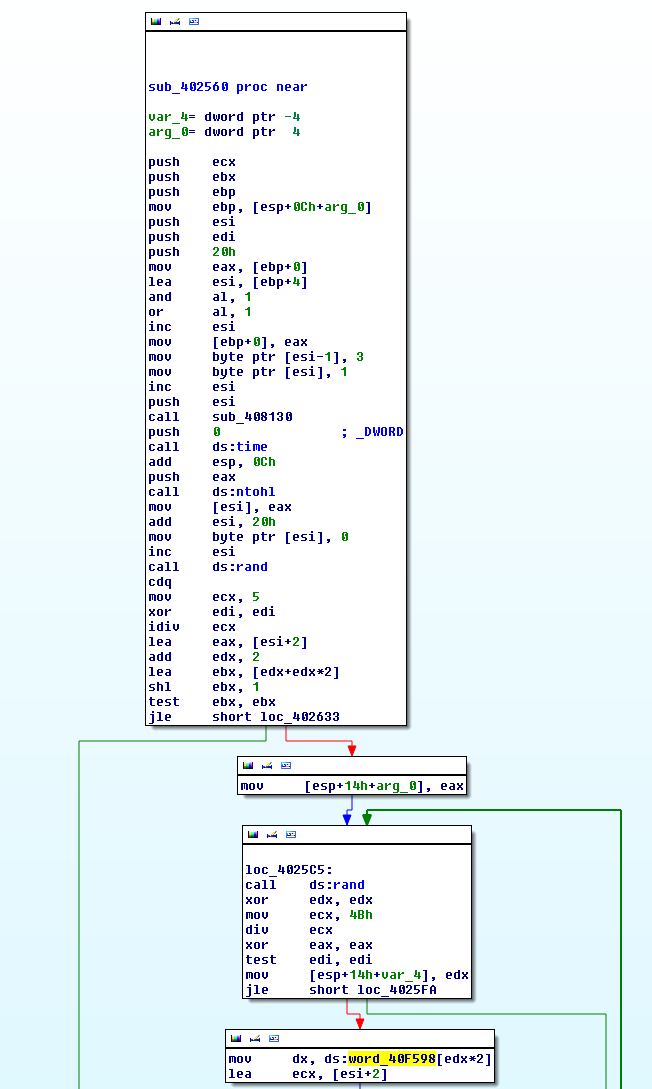 sub_402560 proc near
var_4= dword ptr -4
arg_0= dword ptr  4
push    ecx
push    ebx
push    ebp
mov     ebp, [esp+0Ch+arg_0]
push    esi
push    edi
push    20h
mov     eax, [ebp+0]
lea     esi, [ebp+4]
and     al, 1
or      al, 1
inc     esi
mov     [ebp+0], eax
mov     byte ptr [esi-1], 3
mov     byte ptr [esi], 1
inc     esi
push    esi
call    sub_408130
push    0               ; _DWORD
call    ds:time
add     esp, 0Ch
push    eax
call    ds:ntohl
mov     [esi], eax
add     esi, 20h
mov     byte ptr [esi], 0
inc     esi
call    ds:rand
cdq
mov     ecx, 5
xor     edi, edi
idiv    ecx
lea     eax, [esi+2]
add     edx, 2
lea     ebx, [edx+edx*2]
shl     ebx, 1
test    ebx, ebx
jle     short loc_402633
mov     [esp+14h+arg_0], eax
loc_4025C5:
call    ds:rand
xor     edx, edx
mov     ecx, 4Bh
div     ecx
xor     eax, eax
test    edi, edi
mov     [esp+14h+var_4], edx
jle     short loc_4025FA
mov     dx, ds:word_40F598[edx*2]
lea     ecx, [esi+2]